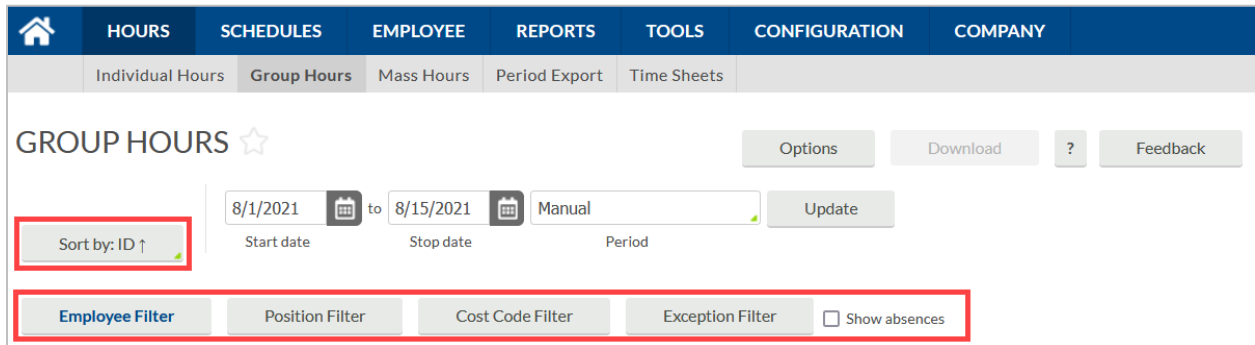 HOURS SCHEDULES EMPLOYEE REPORTS TOOLS CONFIGURATION COMPANY
Individual Hours Group Hours Mass Hours Period Export Time Sheets
GROUP HOURS Options Download ? Feedback
8/1/2021 to 8/15/2021 Manual Update
Sort by: ID ↑ Start date Stop date Period
Employee Filter Position Filter Cost Code Filter Exception Filter Show absences